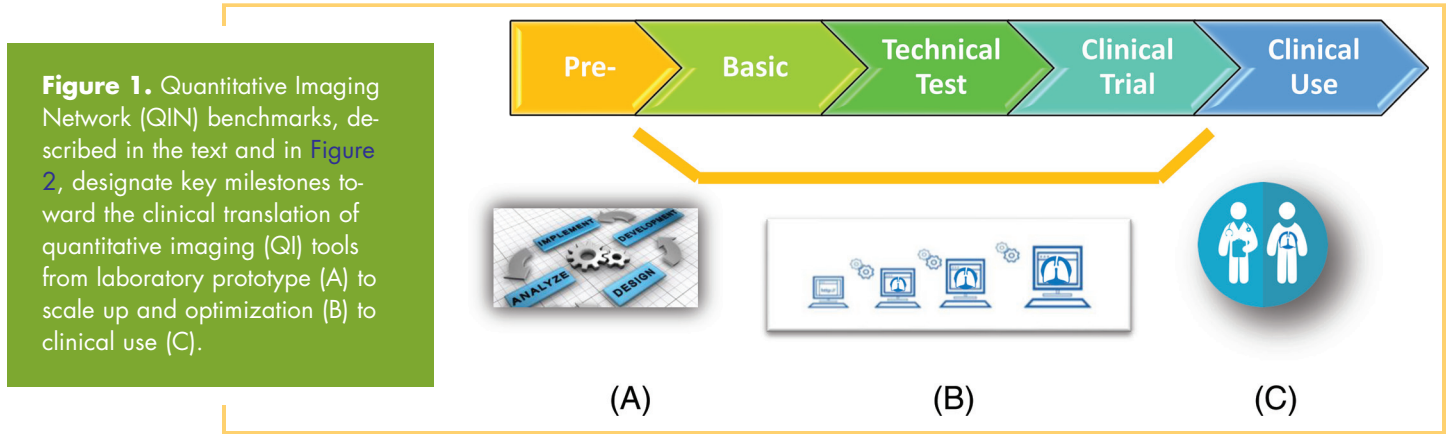 Figure 1. Quantitative Imaging
Network (QIN) benchmarks, de-
scribed in the text and in Figure
2, designate key milestones to-
ward the clinical translation of
quantitative imaging (QI) tools
from laboratory prototype (A) to
scale up and optimization (B) to
clinical use (C).
Pre-
Basic
Technical
Test
Clinical
Trial
Clinical
Use
IMPLEMENT
DEVELOPMENT
ANALYZE
DESIGN
(A)
(B)
(C)